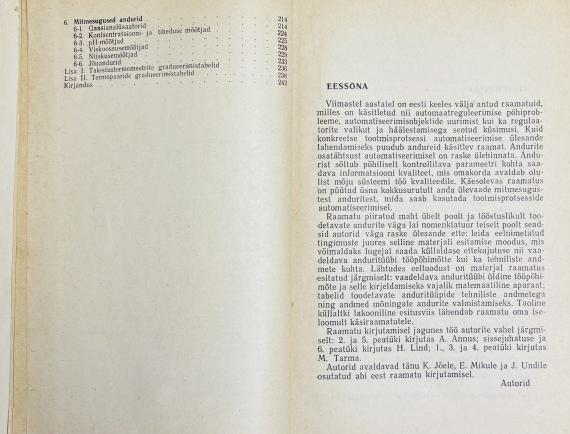 6. Mitmesugused andurid . . . . . . . . . . 214
6-1. Gaasianalüsaatorid . . . . . . . . . . 214
6-2. Kontsentratsiooni- ja tiheduse mõõtjad . . . . . 224
6-3. pH-mõõtjad . . . . . . . . . . 225
6-4. Viskoossusemõõtjad . . . . . . . . . . 228
6-5. Niiskusemõõtjad . . . . . . . . . . 229
6-6. Jõuandurid . . . . . . . . . . 233
Lisa I. Takistustermomeetrite gradueerimistabelid . . . . . 236
Lisa II. Termopaaride gradueerimistabelid . . . . . 238
Kirjandus . . . . . . . . . . 242
EESSÕNA
Viimastel aastatel on eesti keeles välja antud raamatuid,
milles on käsitletud nii automaatreguleerimise põhiprob-
leeme, automatiseerimisobjektide uurimist kui ka regulaa-
torite valikut ja häälestamisega seotud küsimusi. Kuid
konkreetse tootmisprotsessi automatiseerimise ülesande
lahendamiseks puudub andureid käsitlev raamat. Andurite
osatähtsust automatiseerimisel on raske ülehinnata. Andu-
rist sõltub põhiliselt kontrollitava parameetri kohta saa-
dava informatsiooni kvaliteet, mis omakorda avaldab olu-
list mõju süsteemi töö kvaliteedile. Käesolevas raamatus
on püütud üsna kokkusurutult anda ülevaade mitmesugus-
test anduritest, mida saab kasutada tootmisprotsesside
automatiseerimisel.
Raamatu piiratud maht ühelt poolt ja tööstuslikult too-
detavate andurite väga lai nomenklatuur teiselt poolt sead-
sid autorid väga raske ülesande ette: leida eelnimetatud
tingimuste juures selline materjali esitamise moodus, mis
võimaldaks lugejal saada küllaldase ettekujutuse nii vaa-
deldava anduritüübi tööpõhimõtte kui ka tehniliste and-
mete kohta. Lähtudes eeltoodust on materjal raamatus
esitatud järgmiselt: vaadeldava anduritüübi üldine tööpõhi-
mõte ja selle kirjeldamiseks vajalik matemaatiline aparaat;
tabelid toodetavate anduritüüpide tehniliste andmetega
ning andmed mõningate andurite valmistamiseks. Taoline
küllaltki lakooniline esitusviis lähendab raamatu oma ise-
loomult käsiraamatutele.
Raamatu kirjutamisel jagunes töö autorite vahel järgmi-
selt: 2. ja 5. peatüki kirjutas A. Annus; sissejuhatuse ja
6. peatüki kirjutas H. Lind; 1., 3. ja 4. peatüki kirjutas
M. Tarma.
Autorid avaldavad tänu K. Jõele, E. Mikule ja J. Undile
osutatud abi eest raamatu kirjutamisel.
Autorid